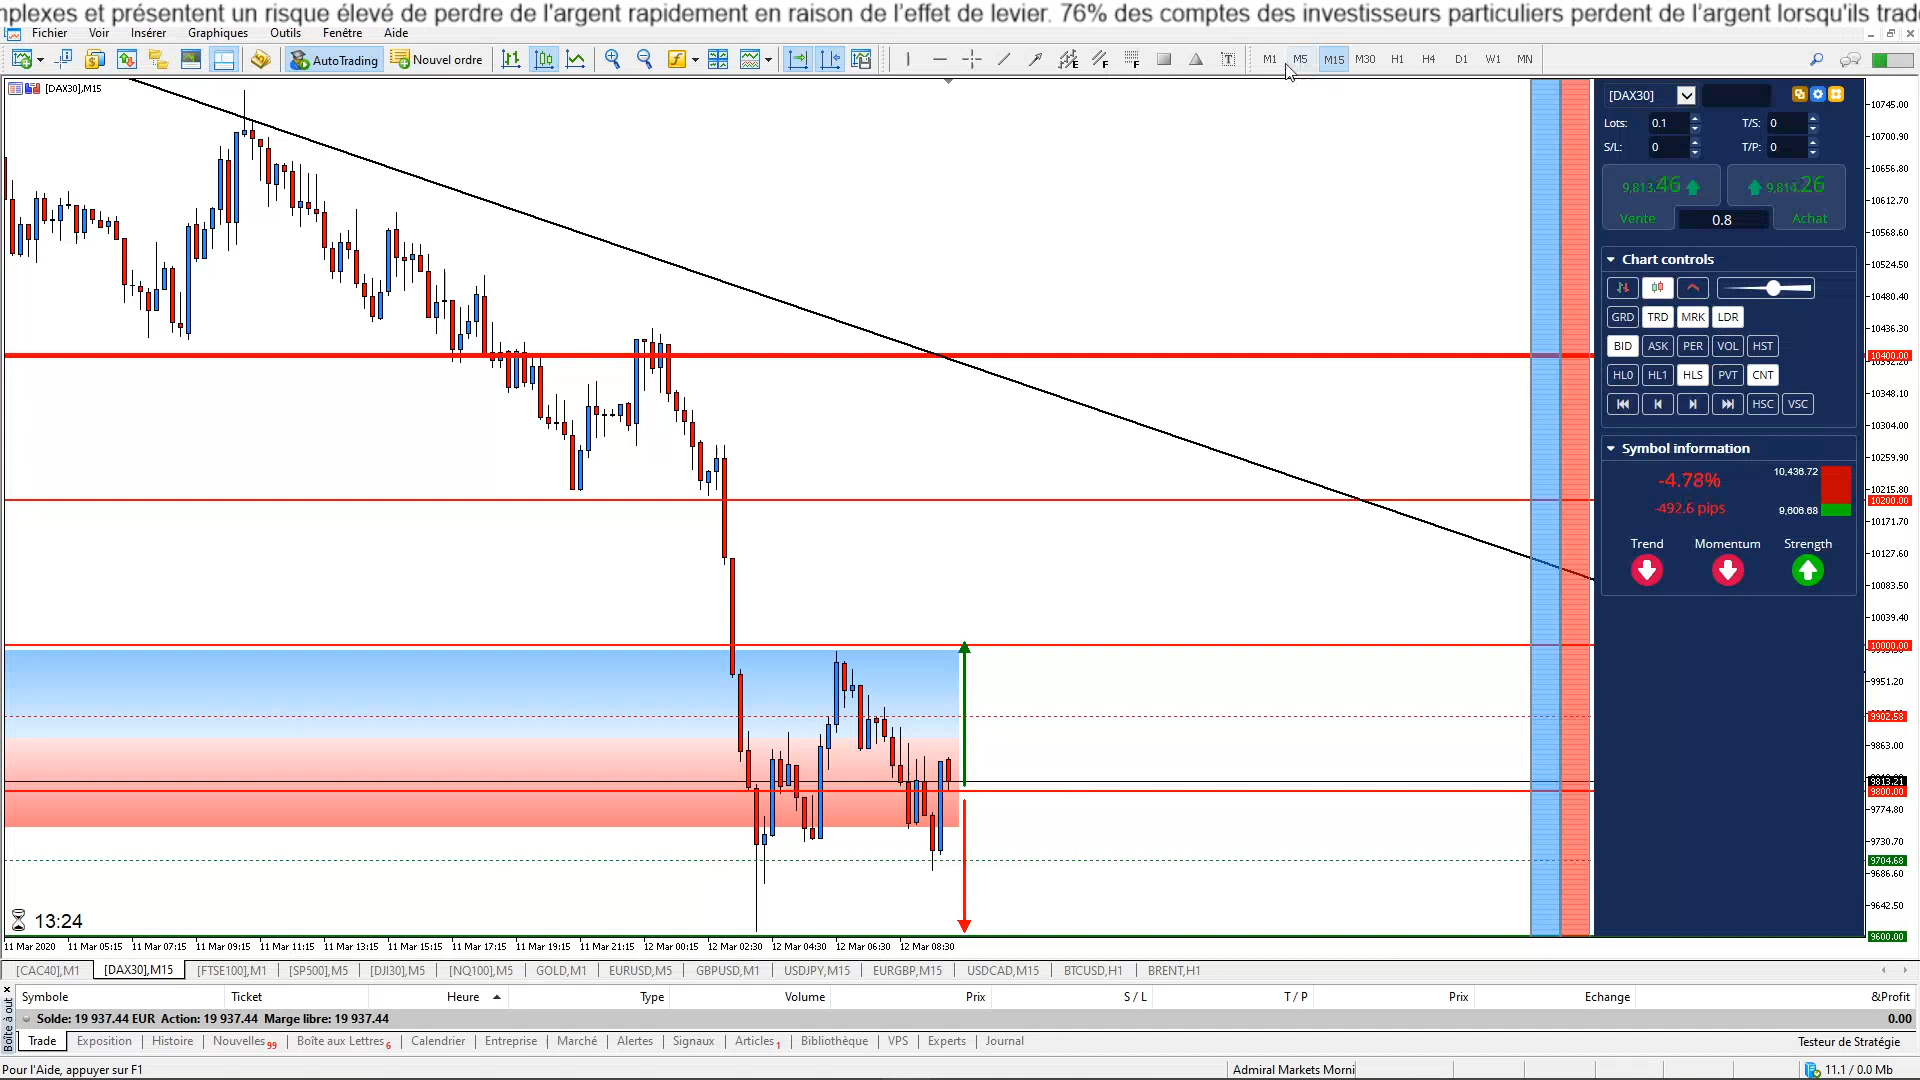 nplexes et présentent un risque élevé de perdre de l'argent rapidement en raison de l'effet de levier. 76% des comptes des investisseurs particuliers perdent de l'argent lorsqu'ils trad
Fichier Voir Insérer Graphiques Outils Fenêtre Aide
AutoTrading Nouvel ordre M1 M5 M15 M30 H1 H4 D1 W1 MN
[DAX30],M15
[DAX30]
Lots: 0.1 T/S: 0
S/L: 0 T/P: 0
9,813.46 9,814.26
Vente 0.8 Achat
Chart controls
GRD TRD MRK LDR
BID ASK PER VOL HST
HL0 HL1 HLS PVT CNT
HSC VSC
Symbol information
-4.78% 10,436.72
-492.6 pips 9,606.68
Trend Momentum Strength
10745.00
10700.90
10656.80
10612.70
10568.60
10524.50
10480.40
10436.30
10400.00
10348.10
10304.00
10259.90
10215.80
10200.00
10171.70
10127.60
10083.50
10039.40
10000.00
9951.20
9902.58
9863.00
9813.21
9800.00
9774.80
9730.70
9704.68
9686.60
9642.50
9600.00
13:24
11 Mar 2020 11 Mar 05:15 11 Mar 07:15 11 Mar 09:15 11 Mar 11:15 11 Mar 13:15 11 Mar 15:15 11 Mar 17:15 11 Mar 19:15 11 Mar 21:15 12 Mar 00:15 12 Mar 02:30 12 Mar 04:30 12 Mar 06:30 12 Mar 08:30
[CAC40],M1 [DAX30],M15 [FTSE100],M1 [SP500],M5 [DJI30],M5 [NQ100],M5 GOLD,M1 EURUSD,M5 GBPUSD,M1 USDJPY,M15 EURGBP,M15 USDCAD,M15 BTCUSD,H1 BRENT,H1
Symbole Ticket Heure Type Volume Prix S / L T / P Prix Echange &Profit
Solde: 19 937.44 EUR Action: 19 937.44 Marge libre: 19 937.44 0.00
Boîte à out
Trade Exposition Histoire Nouvelles 99 Boîte aux Lettres 6 Calendrier Entreprise Marché Alertes Signaux Articles 1 Bibliothèque VPS Experts Journal Testeur de Stratégie
Pour l'Aide, appuyer sur F1 Admiral Markets Morni 11.1 / 0.0 Mb